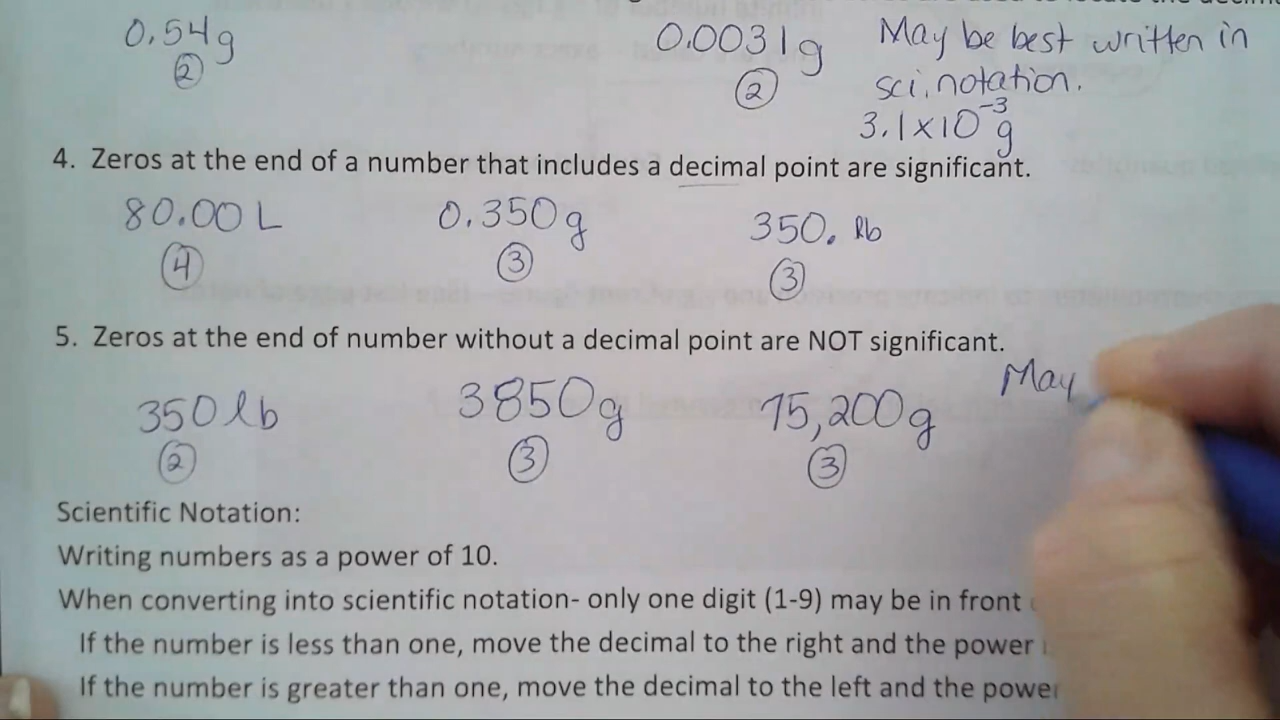 0.54g 0.0031g May be best written in
② ② sci. notation.
3.1x10⁻³ g
4. Zeros at the end of a number that includes a decimal point are significant.
80.00 L 0.350g 350. lb
④ ③ ③
5. Zeros at the end of number without a decimal point are NOT significant.
350 lb 3850g 75,200g May
② ③ ③
Scientific Notation:
Writing numbers as a power of 10.
When converting into scientific notation- only one digit (1-9) may be in front
If the number is less than one, move the decimal to the right and the power
If the number is greater than one, move the decimal to the left and the power